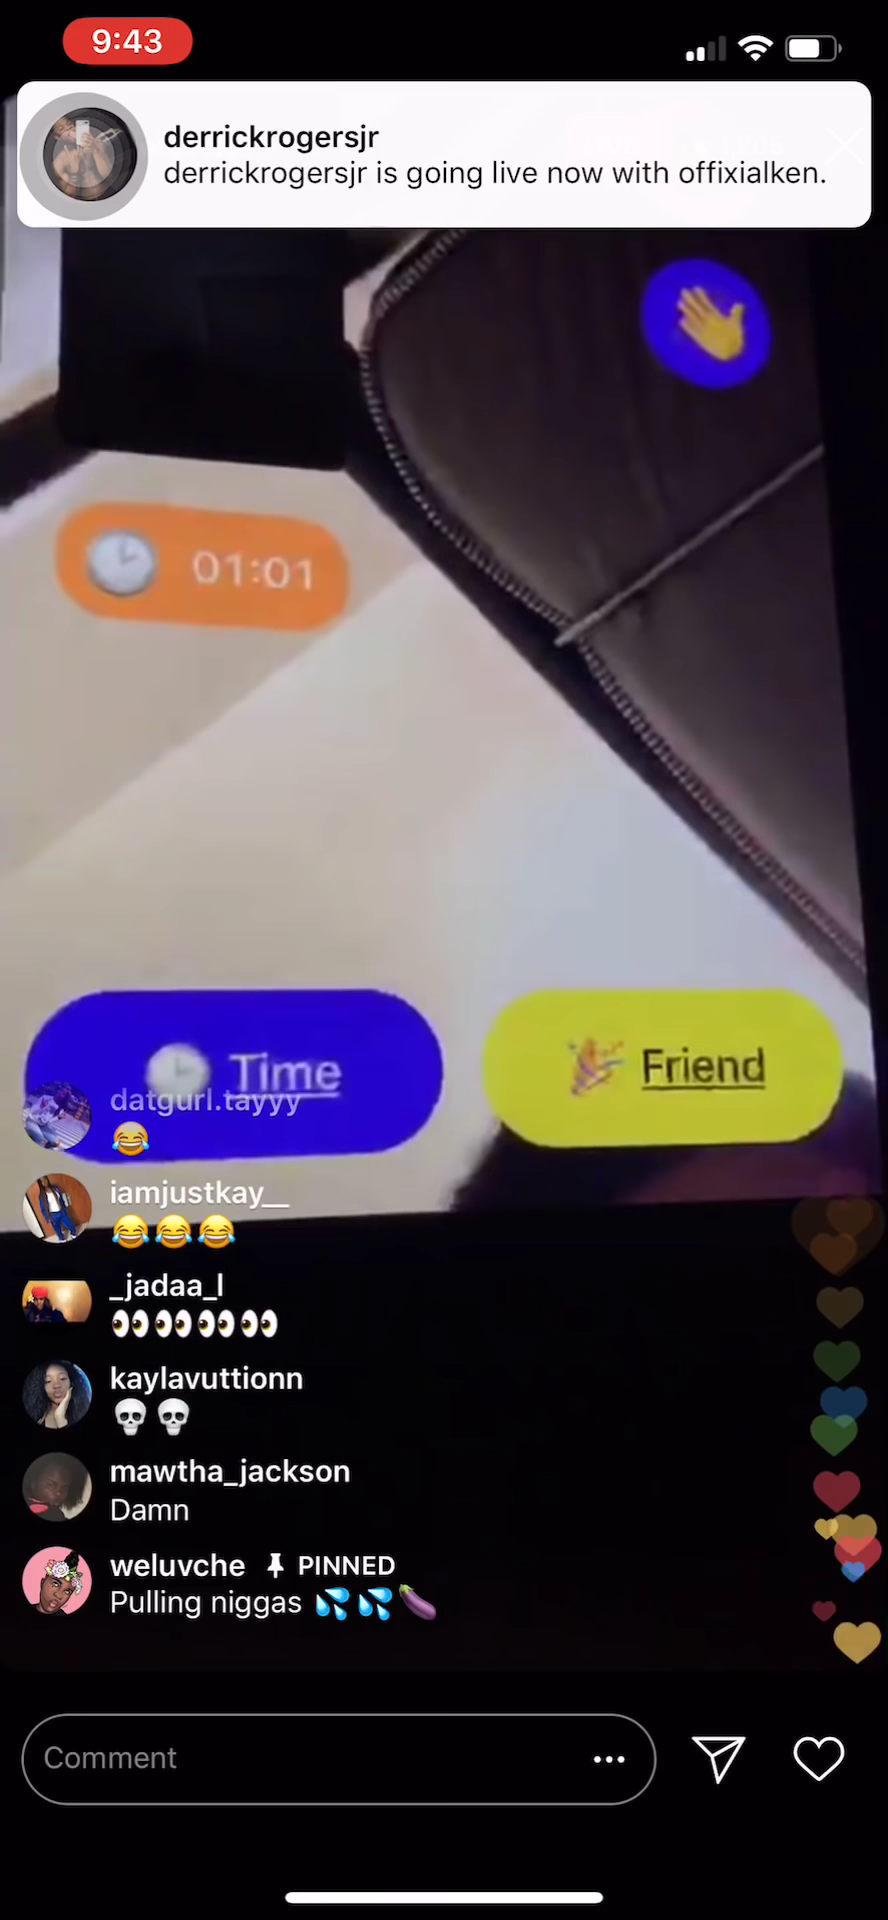 9:43
derrickrogersjr
derrickrogersjr is going live now with offixialken.
01:01
Time
Friend
datgurl.tayyy
😂
iamjustkay__
😂😂😂
_jadaa_l
👀👀👀👀
kaylavuttionn
💀💀
mawtha_jackson
Damn
weluvche PINNED
Pulling niggas 💦💦🍆
Comment